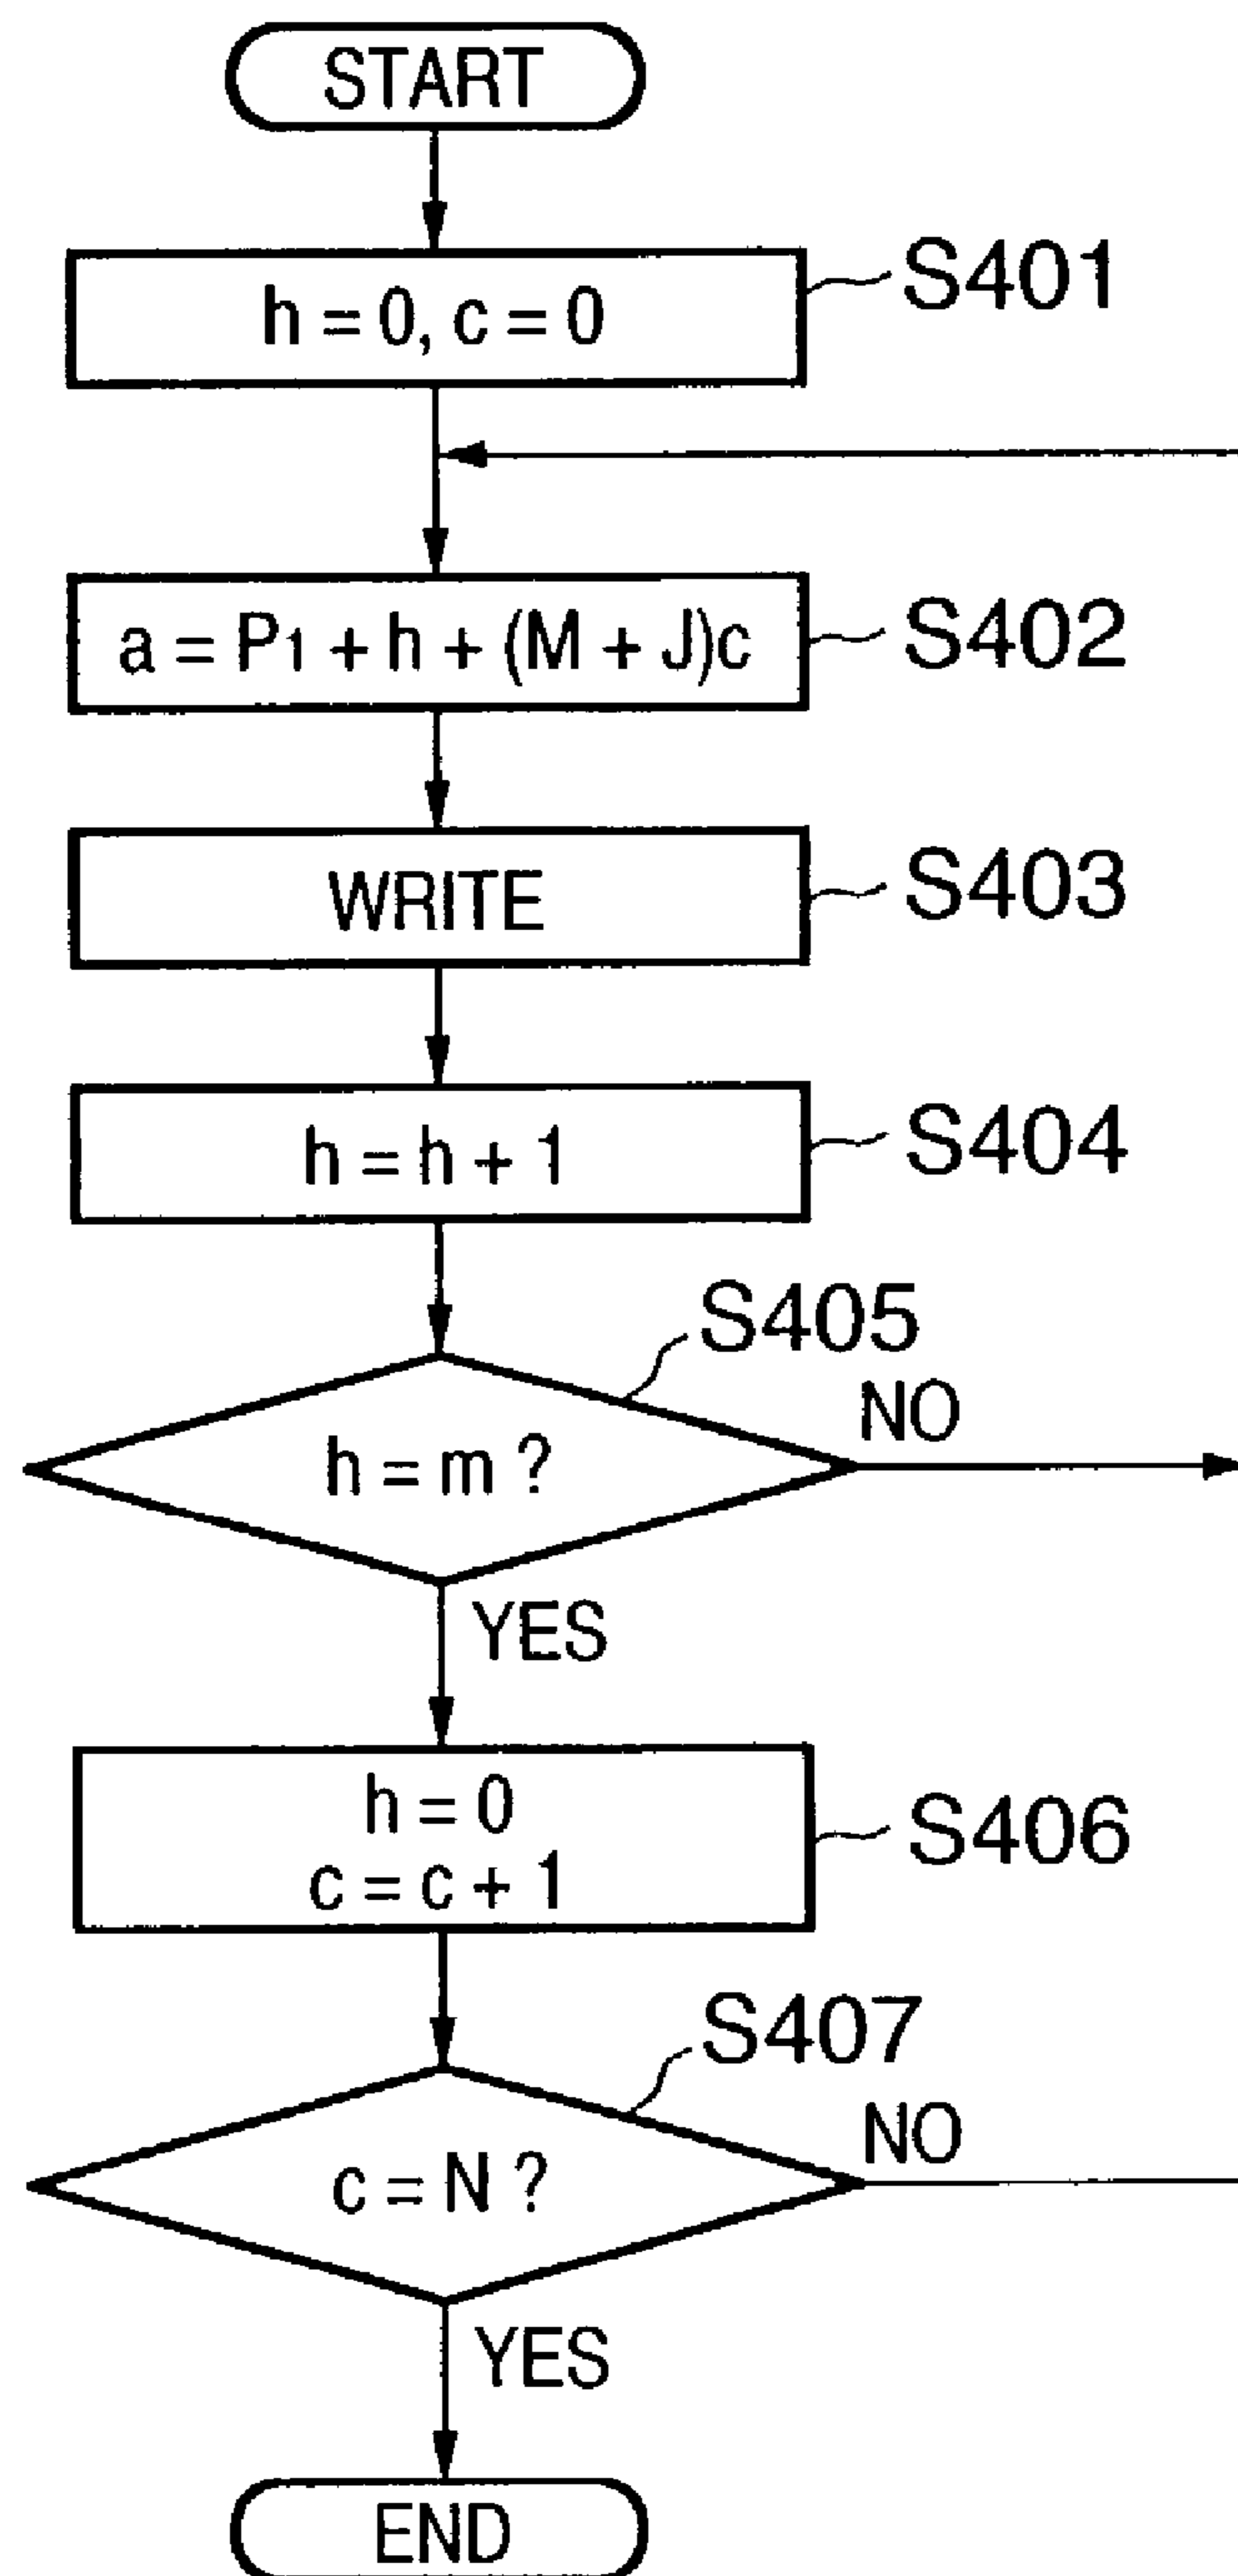 START
h = 0, c = 0
S401
a = P1 + h + (M + J)c
S402
WRITE
S403
h = h + 1
S404
S405
h = m ?
NO
YES
h = 0
c = c + 1
S406
S407
c = N ?
NO
YES
END